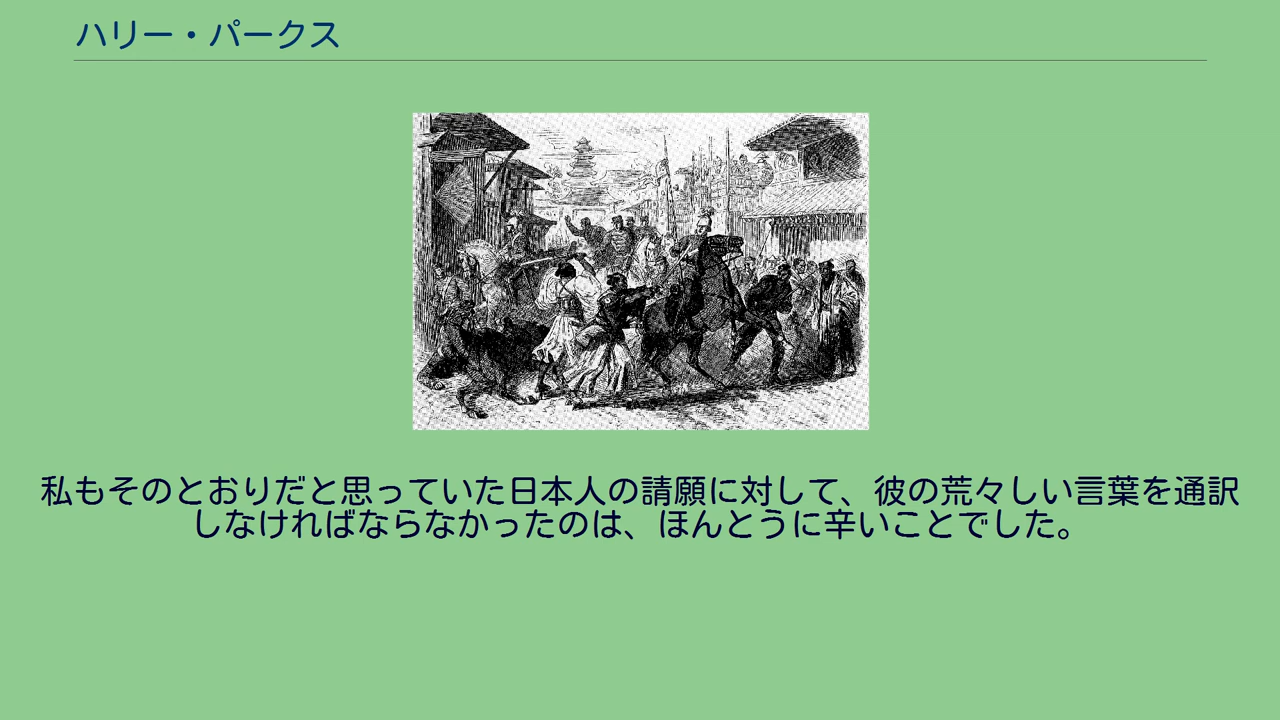 ハリー・パークス
私もそのとおりだと思っていた日本人の請願に対して、彼の荒々しい言葉を通訳
しなければならなかったのは、ほんとうに辛いことでした。